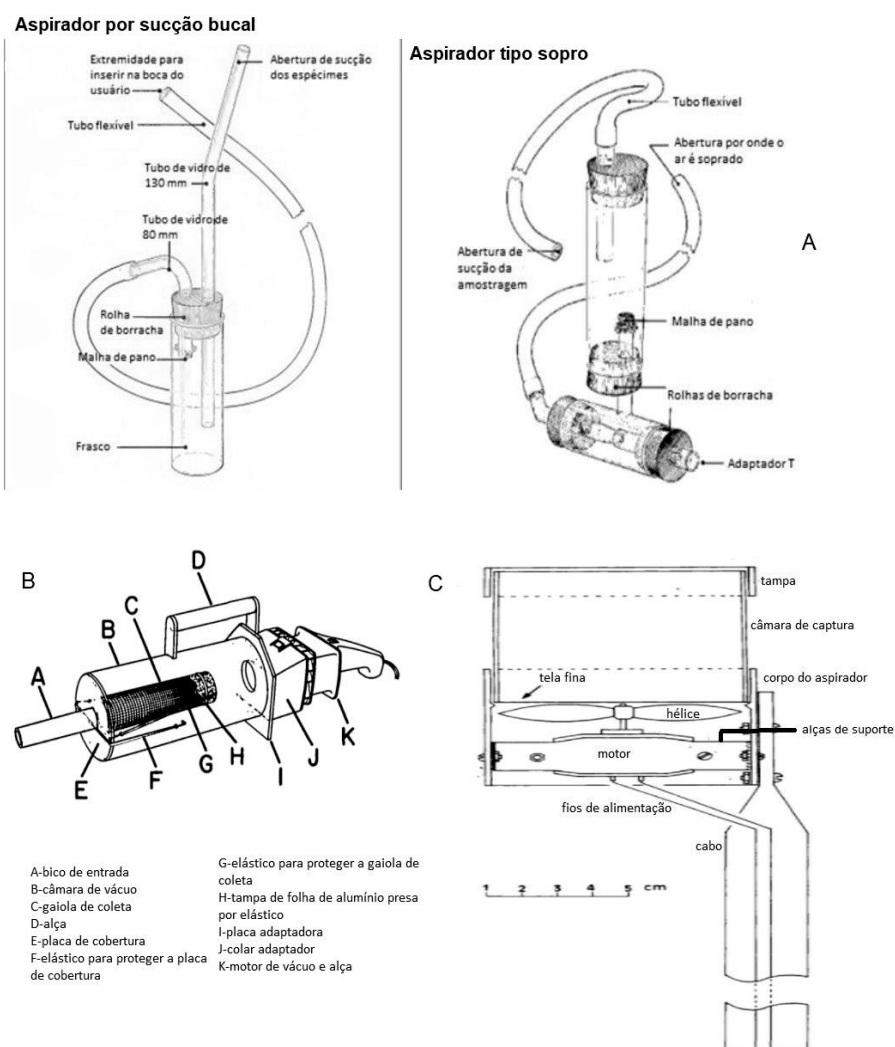 Aspirador por sucção bucal
Extremidade para
inserir na boca do
usuário
Abertura de sucção
dos espécimes
Tubo flexível
Tubo de vidro de
130 mm
Tubo de vidro de
80 mm
Rolha
de borracha
Malha de pano
Frasco
Aspirador tipo sopro
Tubo flexível
Abertura por onde o
ar é soprado
A
Abertura de
sucção da
amostragem
Malha de pano
Rolhas de borracha
Adaptador T
B
A
B
C
D
E
F
G
H
I
J
K
A-bico de entrada
B-câmara de vácuo
C-gaiola de coleta
D-alça
E-placa de cobertura
F-elástico para proteger a placa
de cobertura
G-elástico para proteger a gaiola de
coleta
H-tampa de folha de alumínio presa
por elástico
I-placa adaptadora
J-colar adaptador
K-motor de vácuo e alça
C
tampa
câmara de captura
tela fina
corpo do aspirador
hélice
alças de suporte
motor
fios de alimentação
cabo
1 2 3 4 5 cm